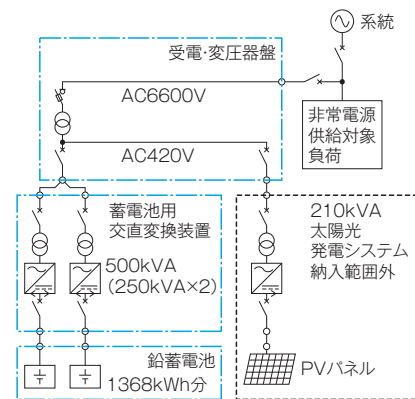 系統
受電・変圧器盤
AC6600V
非常電源
供給対象
負荷
AC420V
蓄電池用
交直変換装置
500kVA
(250kVA×2)
210kVA
太陽光
発電システム
納入範囲外
鉛蓄電池
1368kWh分
PVパネル